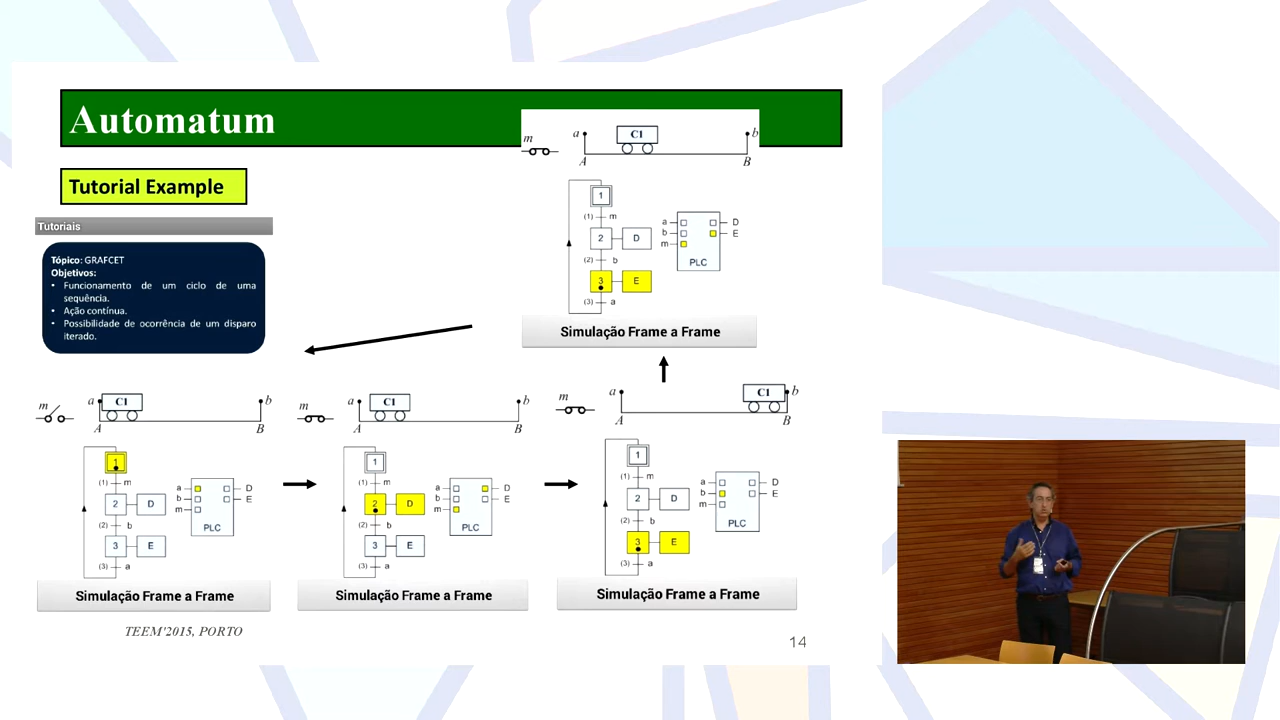 Automatum
m
a
C1
b
A
B
Tutorial Example
Tutoriais
Tópico: GRAFCET
Objetivos:
• Funcionamento de um ciclo de uma
sequência.
• Ação contínua.
• Possibilidade de ocorrência de um disparo
iterado.
1
(1) m
2 D
(2) b
3 E
(3) a
a D
b E
m
PLC
Simulação Frame a Frame
m
a
C1
b
A
B
1
(1) m
2 D
(2) b
3 E
(3) a
a D
b E
m
PLC
Simulação Frame a Frame
m
a
C1
b
A
B
1
(1) m
2 D
(2) b
3 E
(3) a
a D
b E
m
PLC
Simulação Frame a Frame
m
a
C1
b
A
B
1
(1) m
2 D
(2) b
3 E
(3) a
a D
b E
m
PLC
Simulação Frame a Frame
TEEM'2015, PORTO
14